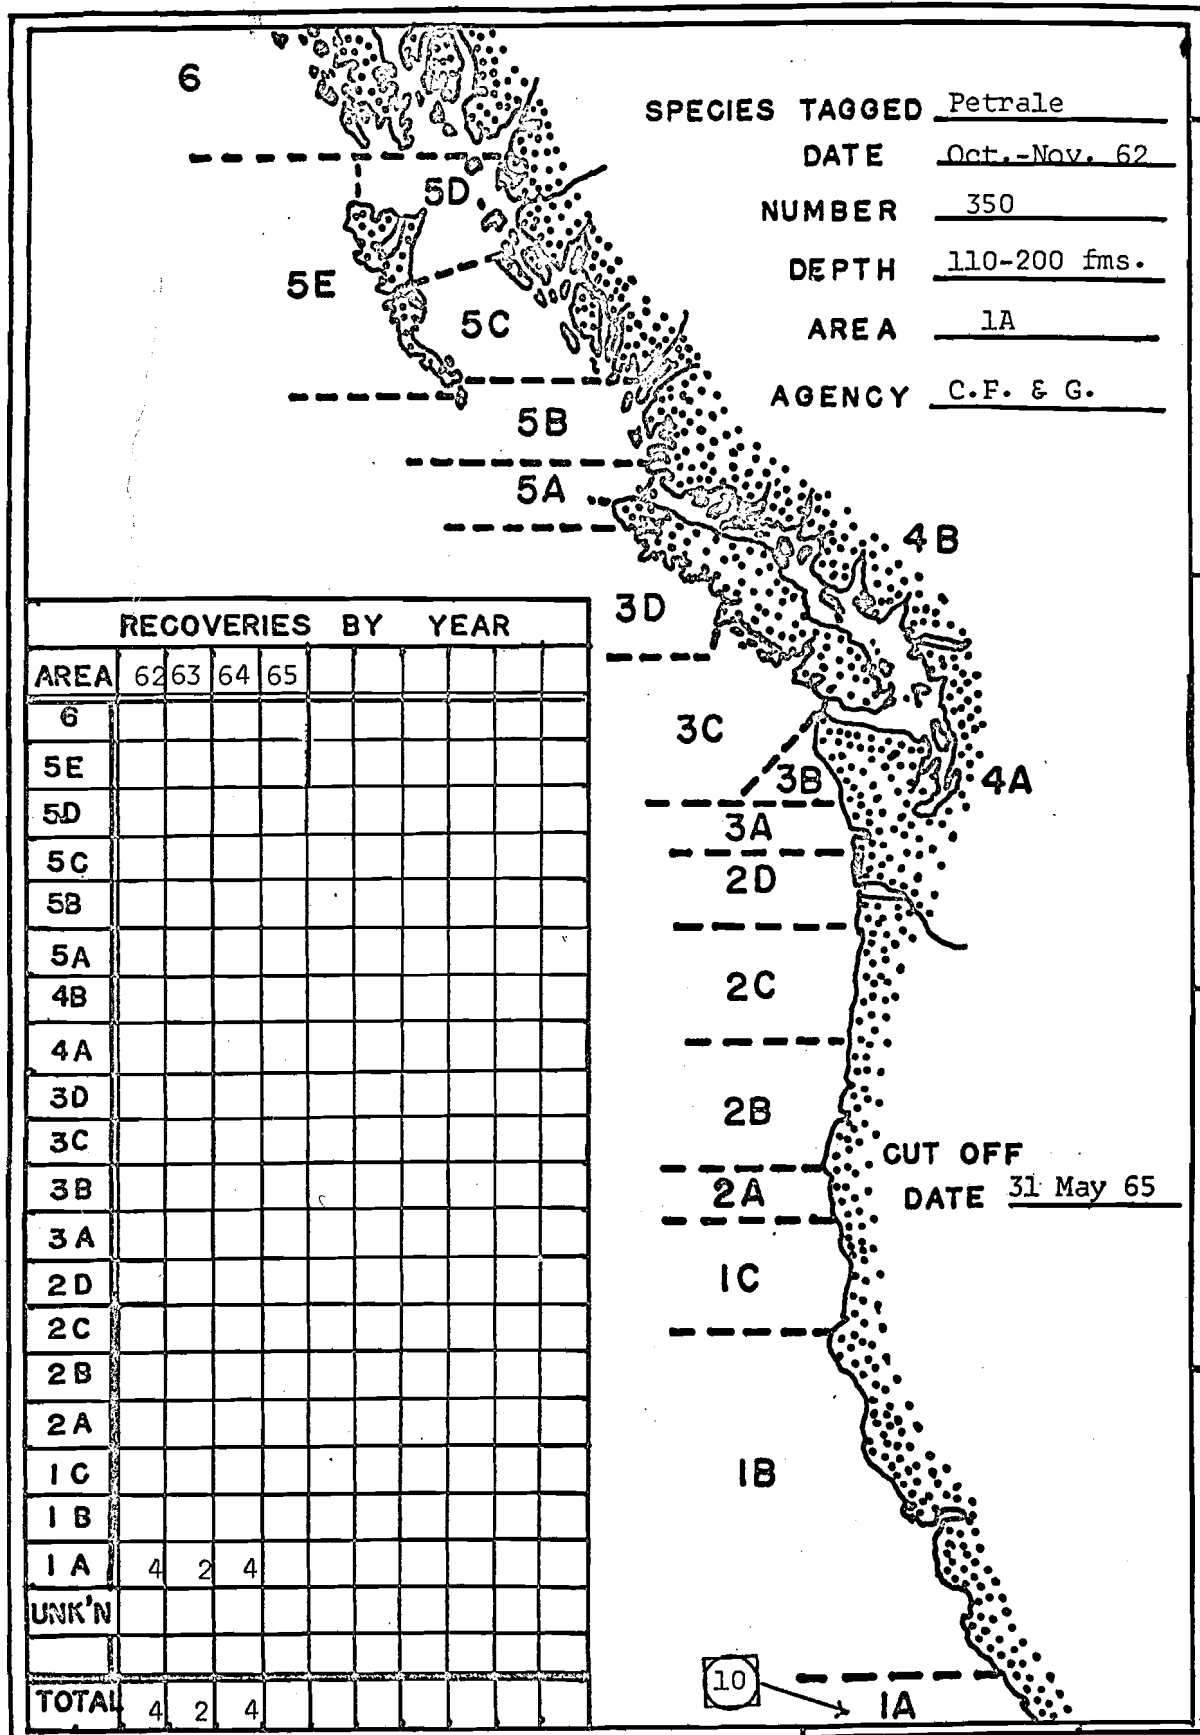 6
SPECIES TAGGED Petrale
DATE Oct.-Nov. 62
5D
NUMBER 350
5E
DEPTH 110-200 fms.
5C
AREA 1A
AGENCY C.F. & G.
5B
5A
4B
3D
3C
3B
4A
3A
2D
2C
2B
CUT OFF
DATE 31 May 65
2A
1C
1B
10
1A
RECOVERIES BY YEAR
AREA 62 63 64 65
6
5E
5D
5C
5B
5A
4B
4A
3D
3C
3B
3A
2D
2C
2B
2A
1C
1B
1A 4 2 4
UNK'N
TOTAL 4 2 4